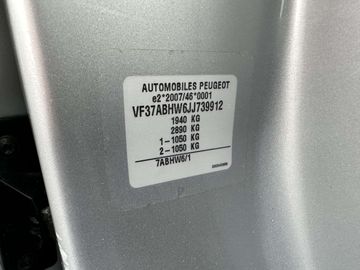 AUTOMOBILES PEUGEOT
e2*2007/46*0001
VF37ABHW6JJ739912
1940 KG
2890 KG
1-1050 KG
2-1050 KG
7ABHW6/1